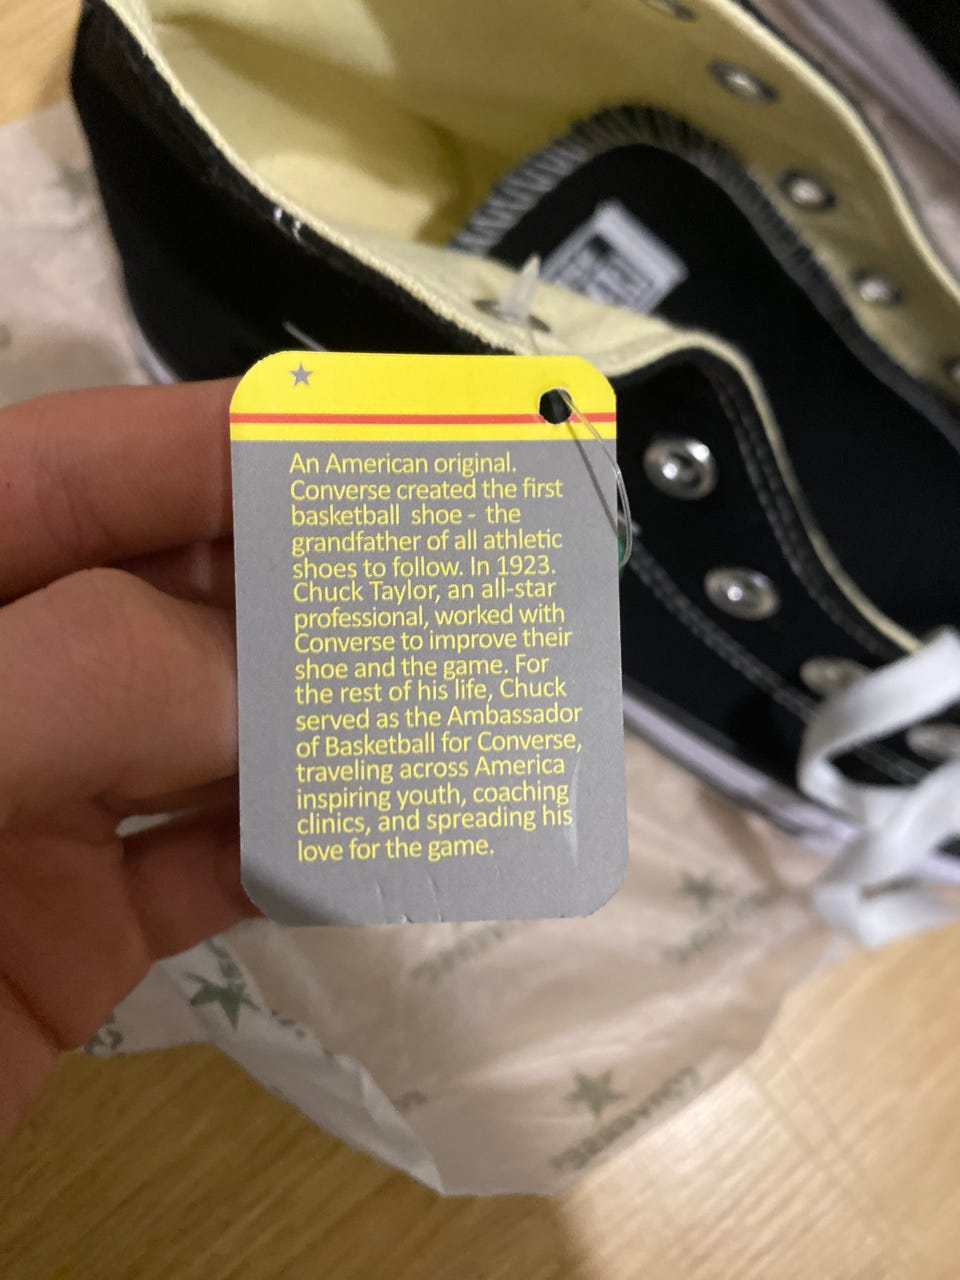 An American original.
Converse created the first
basketball shoe - the
grandfather of all athletic
shoes to follow. In 1923.
Chuck Taylor, an all-star
professional, worked with
Converse to improve their
shoe and the game. For
the rest of his life, Chuck
served as the Ambassador
of Basketball for Converse,
traveling across America
inspiring youth, coaching
clinics, and spreading his
love for the game.
CONVERSE